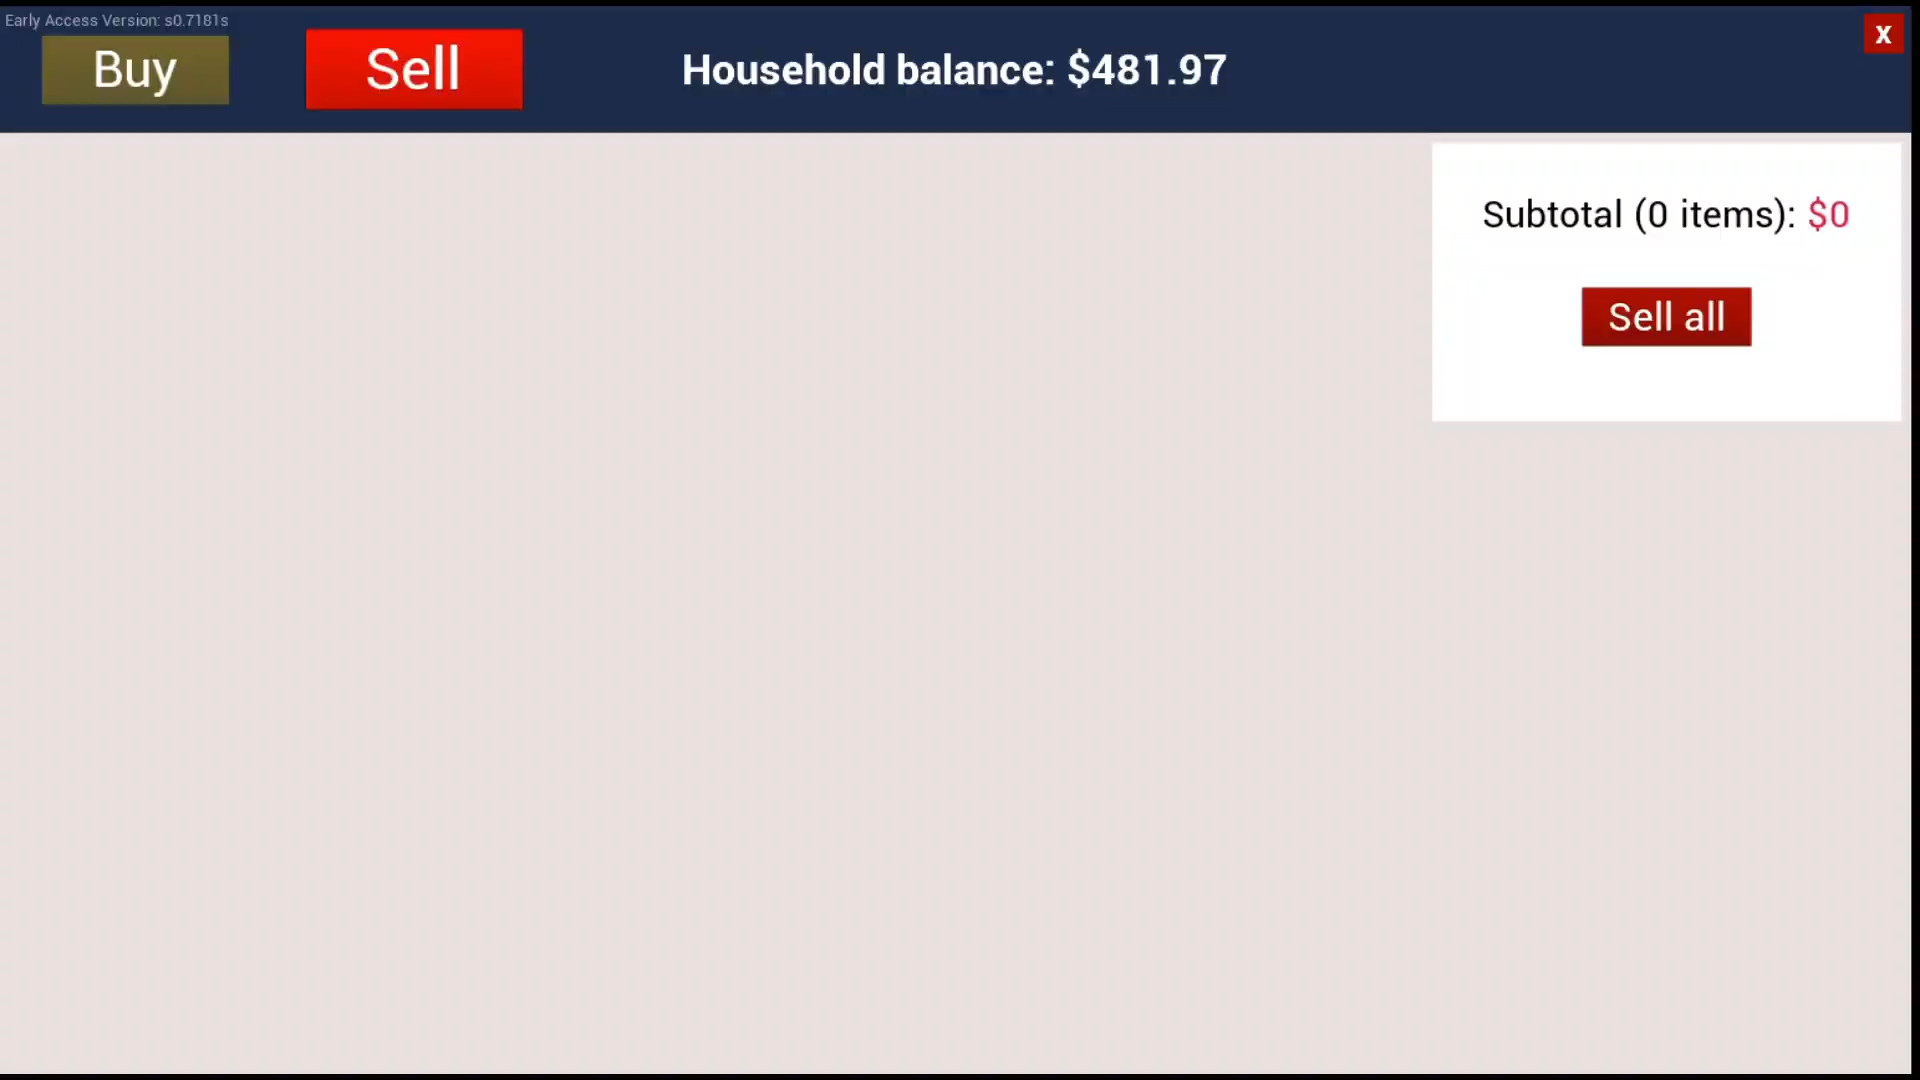 Early Access Version: s0.7181s
Buy
Sell
Household balance: $481.97
X
Subtotal (0 items): $0
Sell all